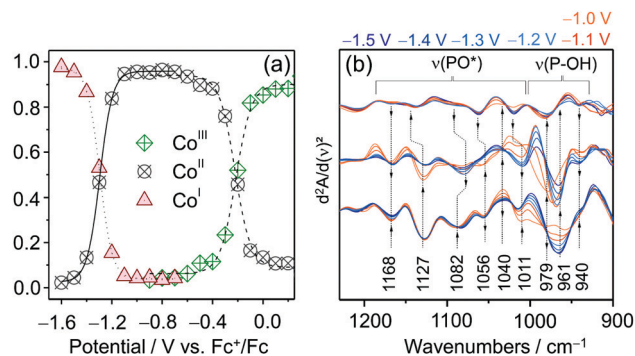 −1.0 V
−1.5 V −1.4 V −1.3 V −1.2 V −1.1 V
(a)
1.0
0.8
0.6
0.4
0.2
0.0
Co^III
Co^II
Co^I
−1.6 −1.2 −0.8 −0.4 0.0
Potential / V vs. Fc⁺/Fc
(b) ν(PO*) ν(P-OH)
d²A/d(ν)²
1168 1127 1082 1056 1040 1011 979 961 940
1200 1100 1000 900
Wavenumbers / cm⁻¹